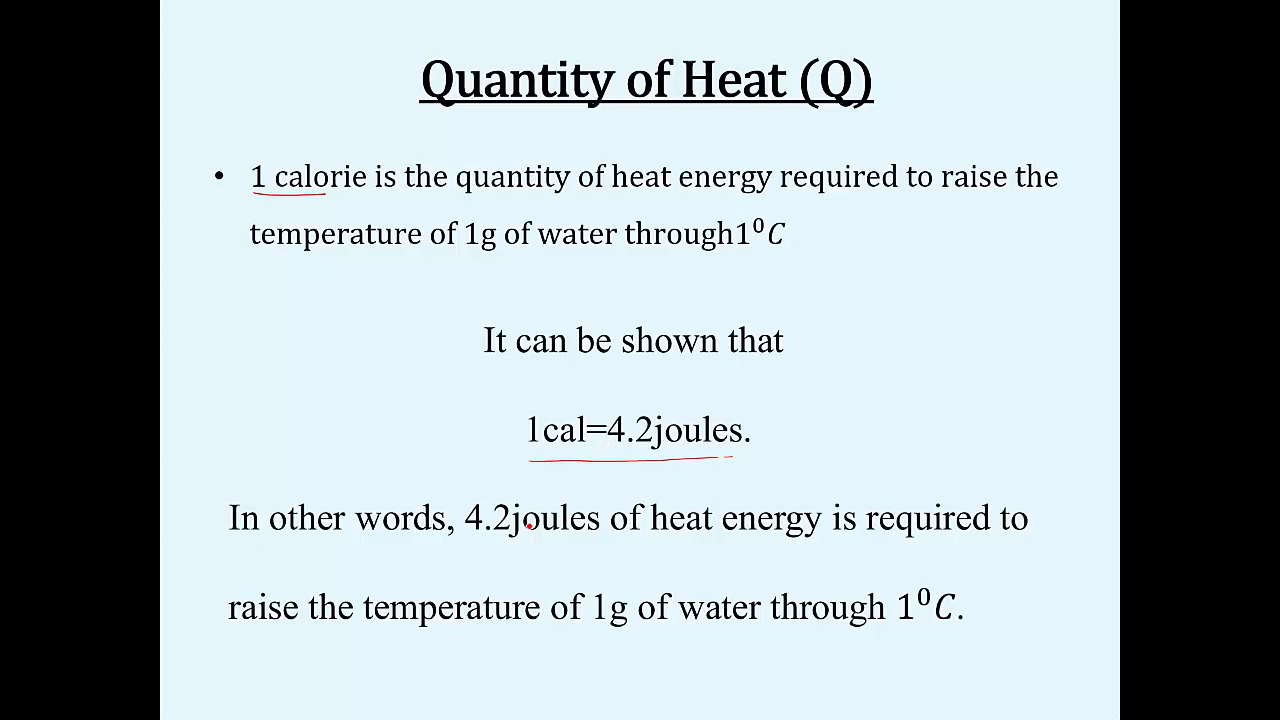 Quantity of Heat (Q)
• 1 calorie is the quantity of heat energy required to raise the
temperature of 1g of water through1⁰C
It can be shown that
1cal=4.2joules.
In other words, 4.2joules of heat energy is required to
raise the temperature of 1g of water through 1⁰C.